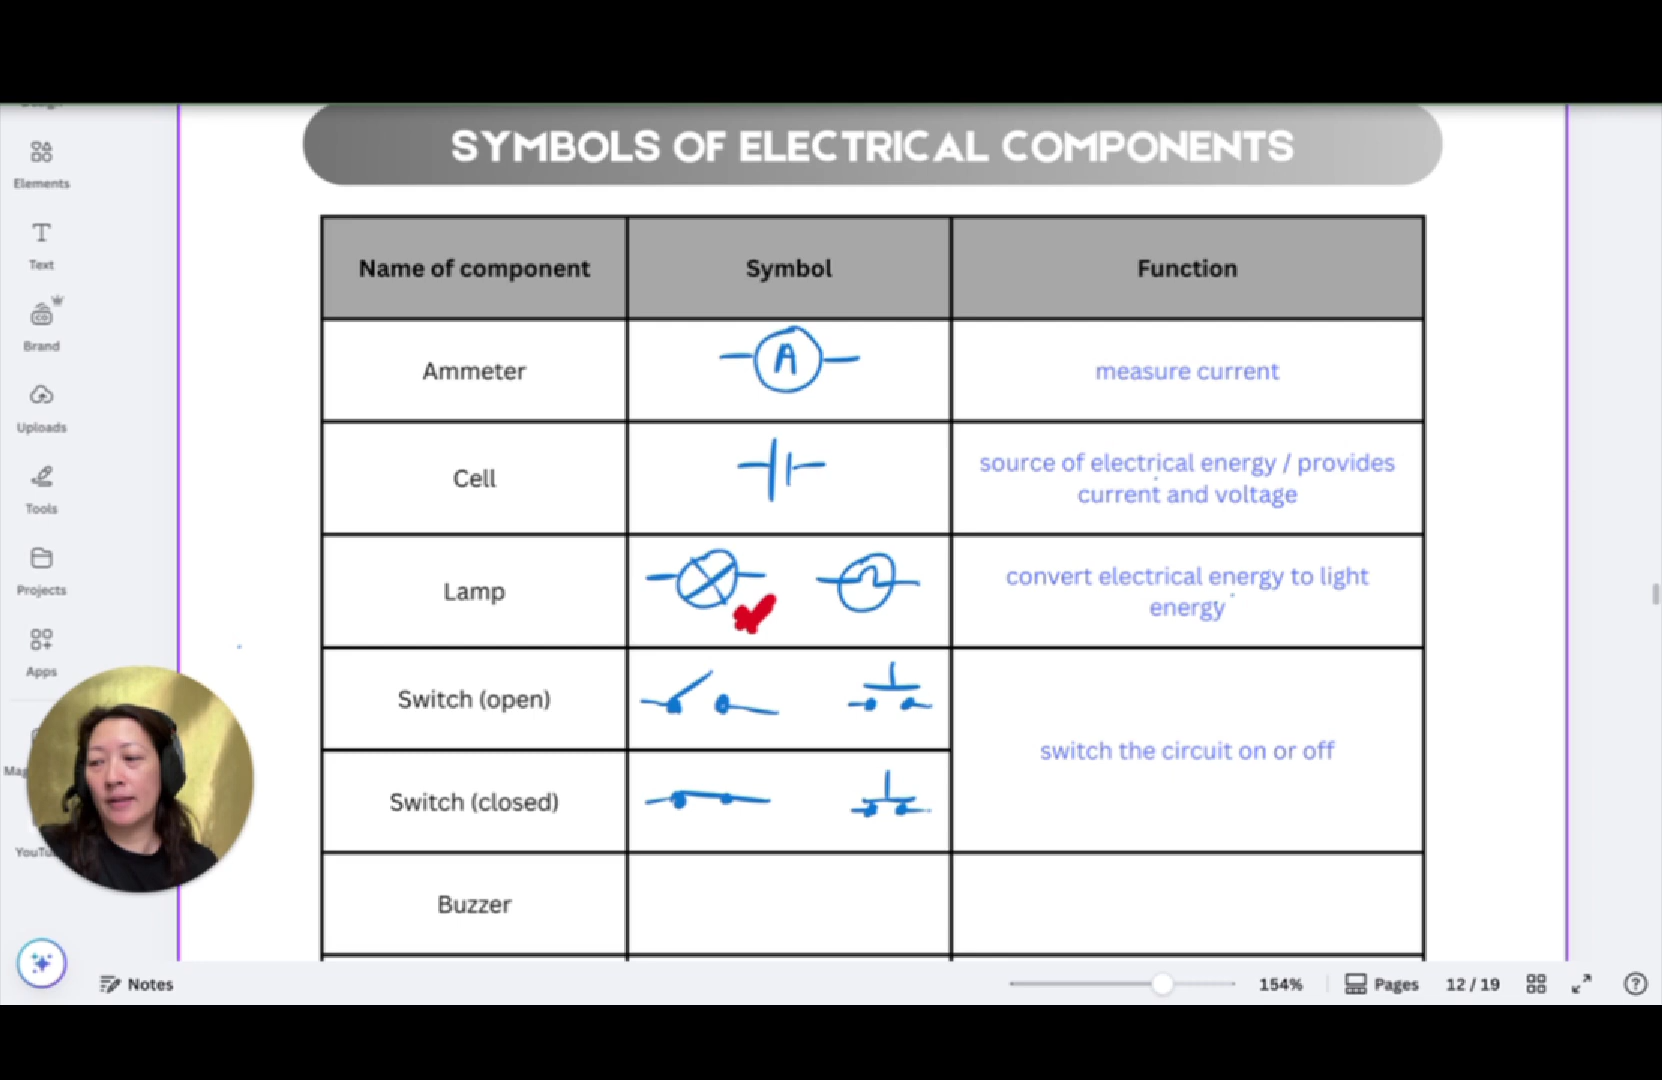 SYMBOLS OF ELECTRICAL COMPONENTS
Elements
Text
Brand
Uploads
Tools
Projects
Apps
Name of component
Symbol
Function
Ammeter
A
measure current
Cell
source of electrical energy / provides
current and voltage
Lamp
convert electrical energy to light
energy
Switch (open)
switch the circuit on or off
Switch (closed)
Buzzer
Notes
154%
Pages
12 / 19
?